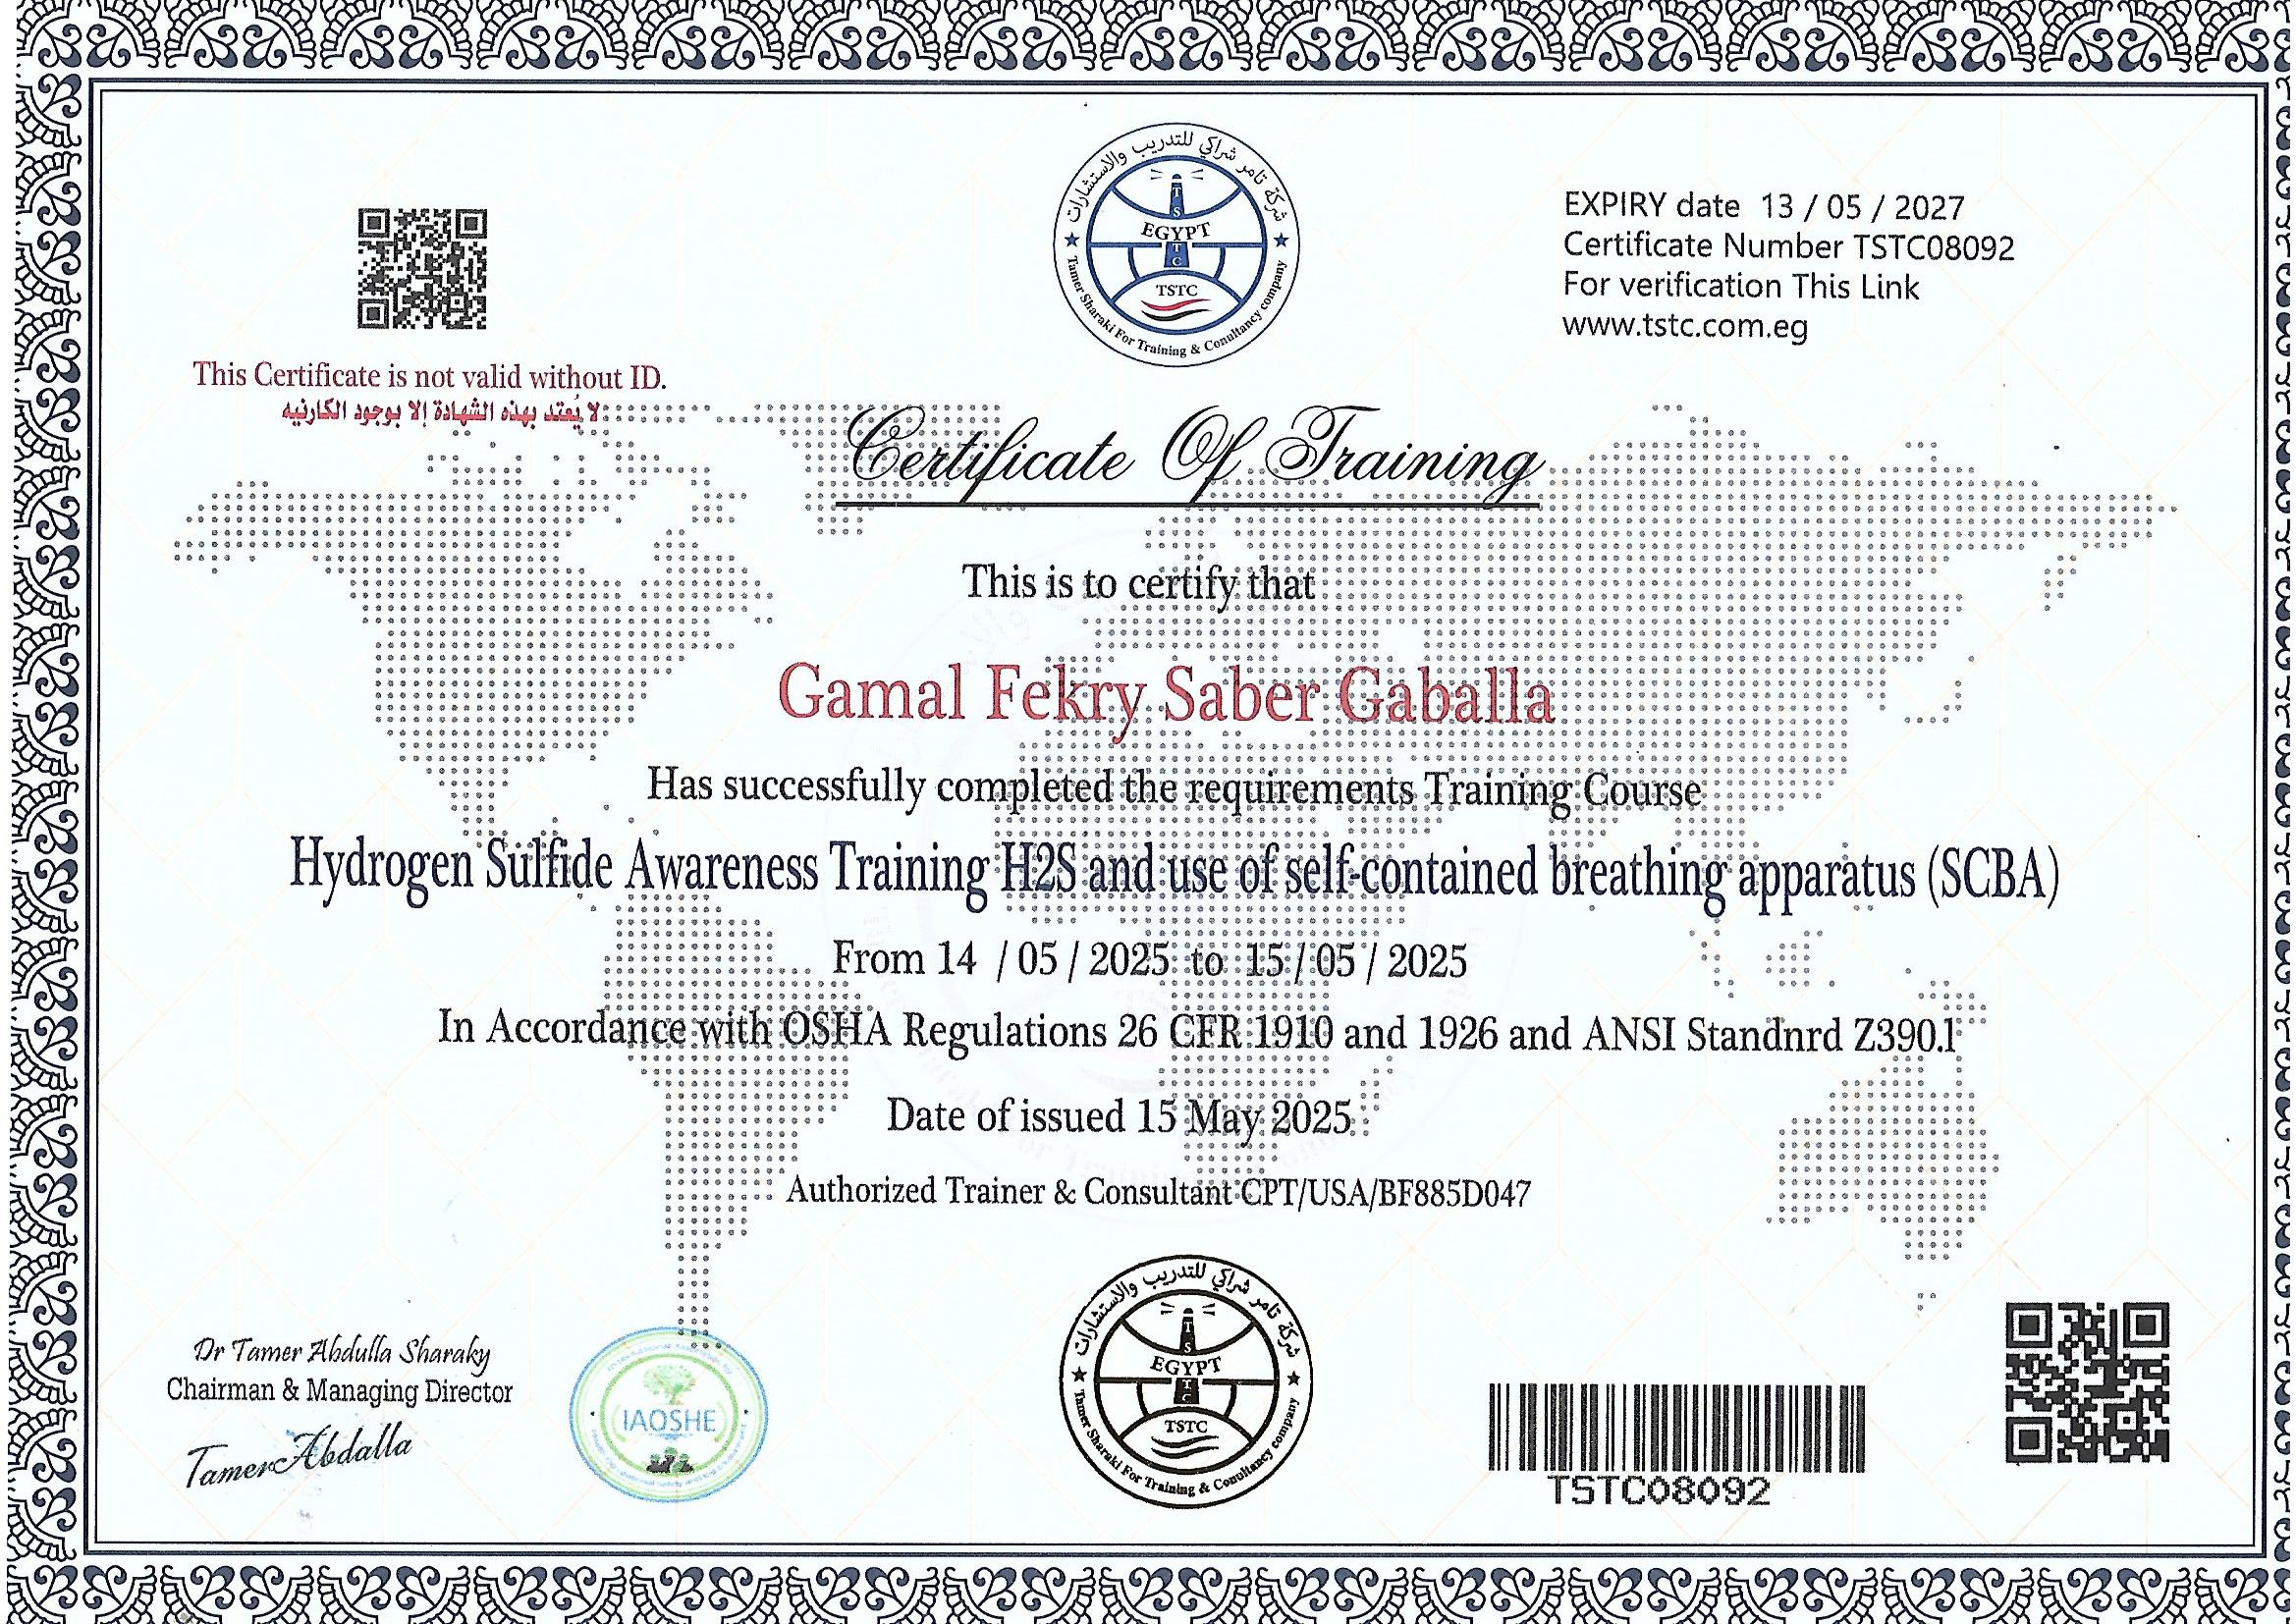 شركة تامر شراكي للتدريب والاستشارات
EGYPT
TSTC
Tamer Sharaki For Training & Conultancy company
EXPIRY date 13 / 05 / 2027
Certificate Number TSTC08092
For verification This Link
www.tstc.com.eg
This Certificate is not valid without ID.
لا يُعتد بهذه الشهادة إلا بوجود الكارنيه
Certificate Of Training
This is to certify that
Gamal Fekry Saber Gaballa
Has successfully completed the requirements Training Course
Hydrogen Sulfide Awareness Training H2S and use of self-contained breathing apparatus (SCBA)
From 14 / 05 / 2025 to 15 / 05 / 2025
In Accordance with OSHA Regulations 26 CFR 1910 and 1926 and ANSI Standnrd Z390.1
Date of issued 15 May 2025
Authorized Trainer & Consultant CPT/USA/BF885D047
Dr Tamer Abdulla Sharaky
Chairman & Managing Director
Tamer Abdalla
IAOSHE
شركة تامر شراكي للتدريب والاستشارات
EGYPT
TSTC
Tamer Sharaki For Training & Conultancy company
TSTC08092